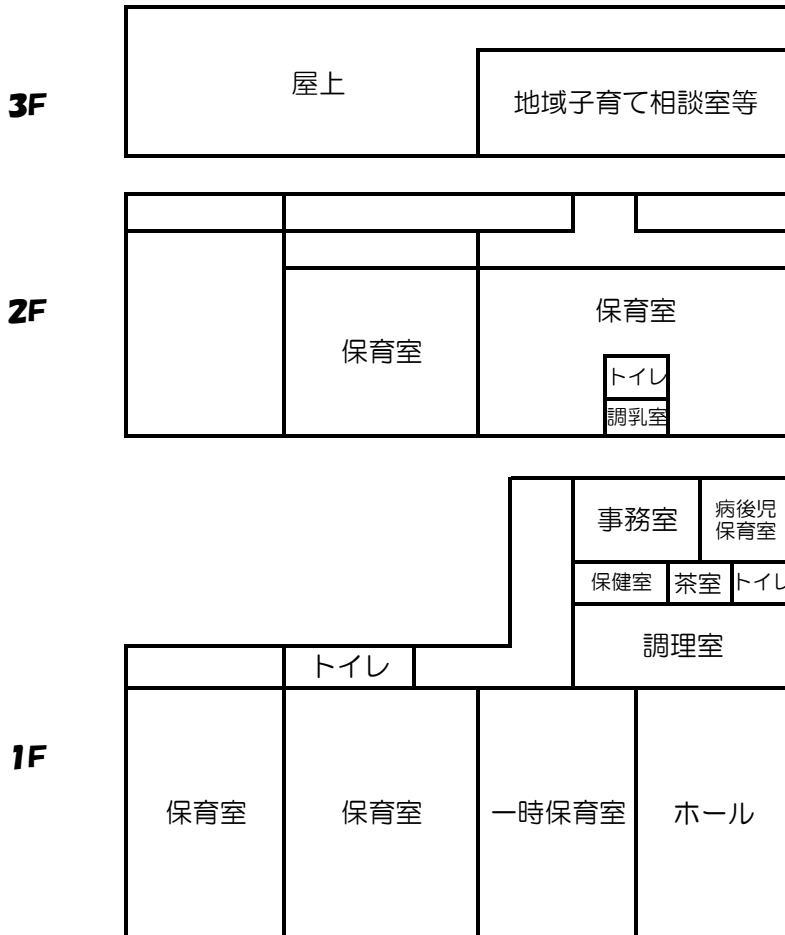 3F
屋上
地域子育て相談室等
2F
保育室
保育室
トイレ
調乳室
1F
事務室
病後児
保育室
保健室
茶室
トイレ
調理室
トイレ
保育室
保育室
一時保育室
ホール